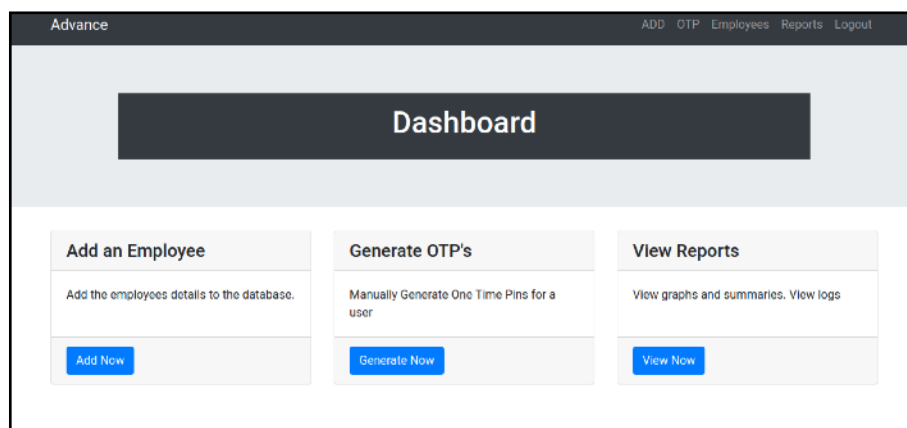 Advance
ADD OTP Employees Reports Logout
Dashboard
Add an Employee
Add the employees details to the database.
Add Now
Generate OTP's
Manually Generate One Time Pins for a
user
Generate Now
View Reports
View graphs and summaries. View logs
View Now